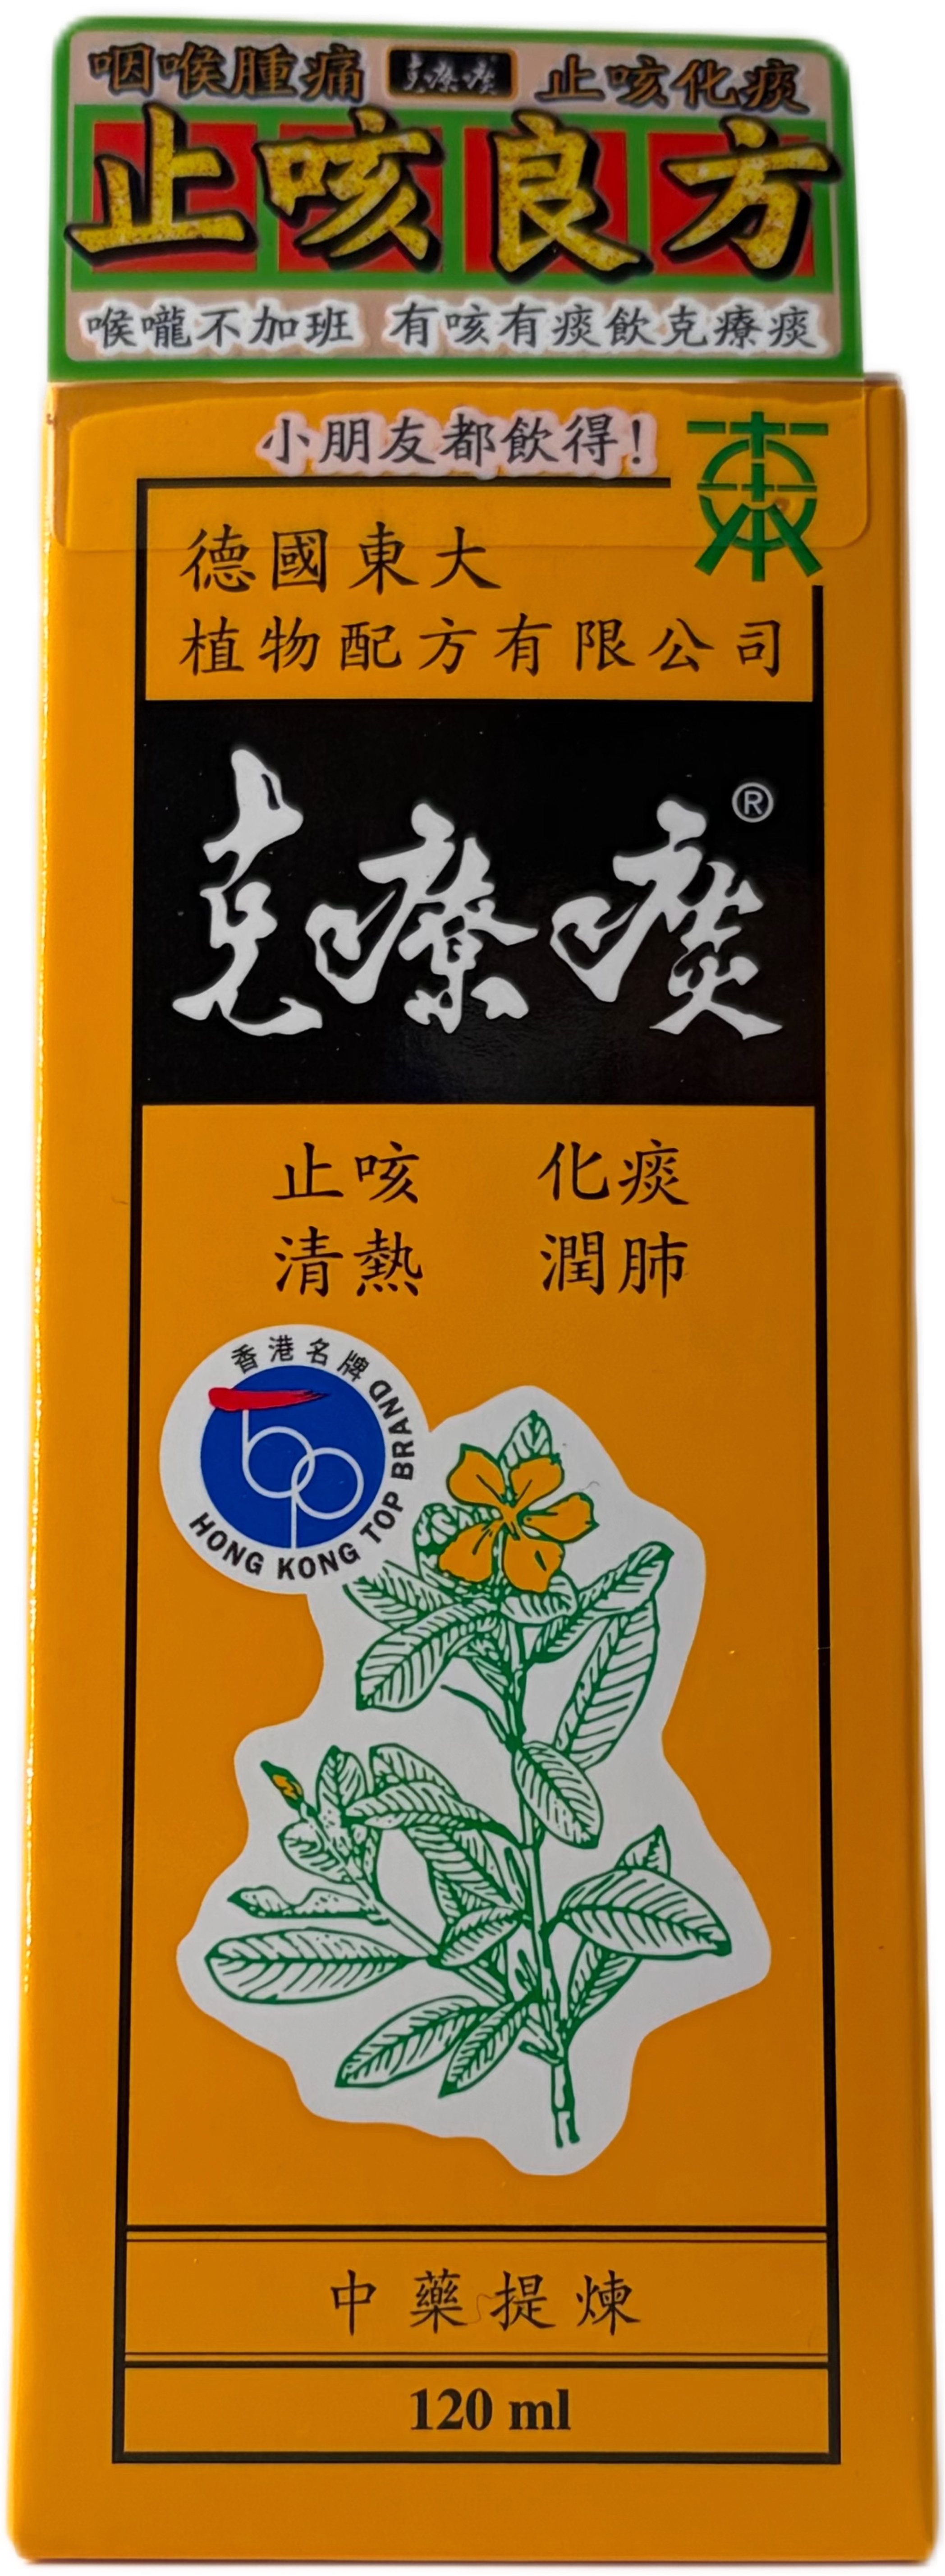 咽喉腫痛 克療痰 止咳化痰
止咳良方
喉嚨不加班 有咳有痰飲克療痰
小朋友都飲得!
東
德國東大
植物配方有限公司
克療痰®
止咳 化痰
清熱 潤肺
香港名牌
HONG KONG TOP BRAND
中藥提煉
120 ml